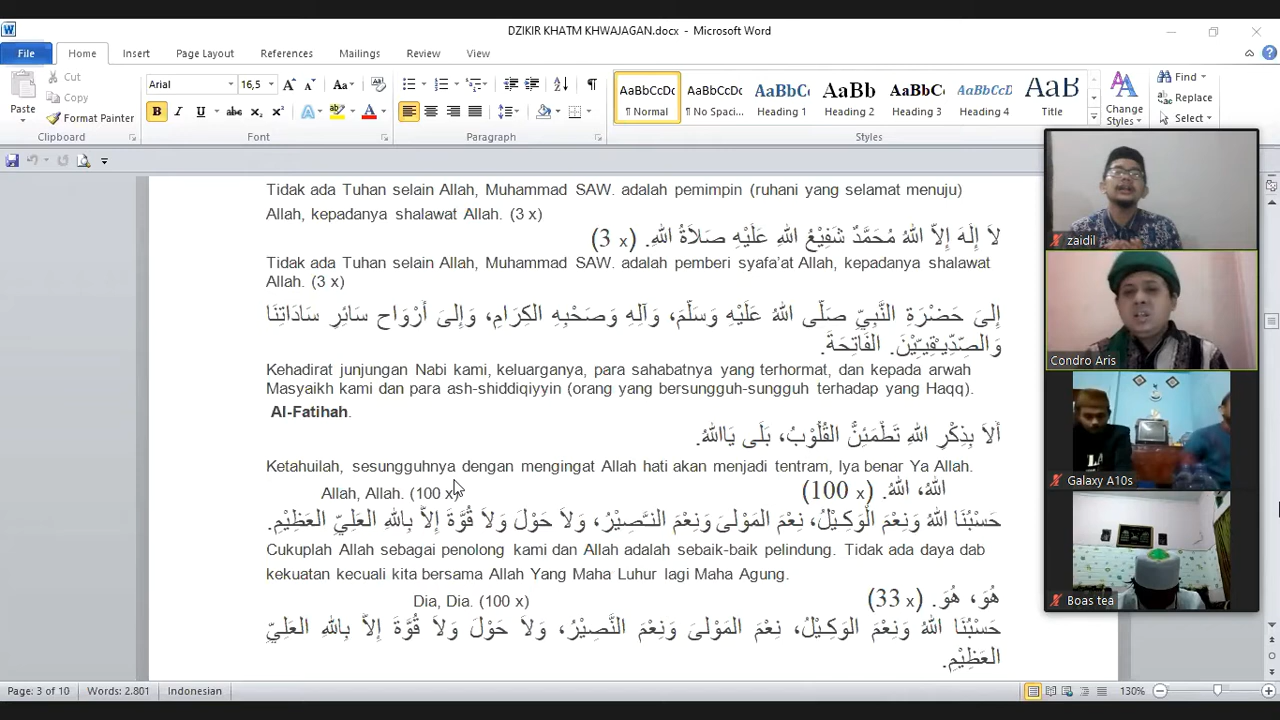 DZIKIR KHATM KHWAJAGAN.docx - Microsoft Word
File Home Insert Page Layout References Mailings Review View
Paste
Cut
Copy
Format Painter
Clipboard
Arial 16,5
Font
Paragraph
AaBbCcDc AaBbCcDc AaBbC AaBb AaBbC AaBbCcD AaB
¶ Normal ¶ No Spaci... Heading 1 Heading 2 Heading 3 Heading 4 Title
Change Styles
Styles
Find
Replace
Select
Tidak ada Tuhan selain Allah, Muhammad SAW. adalah pemimpin (ruhani yang selamat menuju)
Allah, kepadanya shalawat Allah. (3 x)
لاَ إِلَهَ إِلاَّ اللهُ مُحَمَّدٌ شَفِيْعُ اللهِ عَلَيْهِ صَلاَةُ اللهِ. (3 x)
Tidak ada Tuhan selain Allah, Muhammad SAW. adalah pemberi syafa'at Allah, kepadanya shalawat
Allah. (3 x)
إِلىَ حَضْرَةِ النَّبِيِّ صَلَّى اللهُ عَلَيْهِ وَسَلَّمَ، وَآلِهِ وَصَحْبِهِ الكِرَامِ، وَإِلىَ أَرْوَاحِ سَائِرِ سَادَاتِنَا
وَالصِّدِّيـْقِيـِّيْنَ. الفَاتِحَةَ.
Kehadirat junjungan Nabi kami, keluarganya, para sahabatnya yang terhormat, dan kepada arwah
Masyaikh kami dan para ash-shiddiqiyyin (orang yang bersungguh-sungguh terhadap yang Haqq).
Al-Fatihah.
أَلاَ بِذِكْرِ اللهِ تَطْمَئِنُّ القُلُوْبُ، بَلَى يَااللهُ.
Ketahuilah, sesungguhnya dengan mengingat Allah hati akan menjadi tentram, Iya benar Ya Allah.
Allah, Allah. (100 x) اللهُ، اللهُ. (100 x)
حَسْبُنَا اللهُ وَنِعْمَ الوَكِـيْلُ، نِعْمَ المَوْلىَ وَنِعْمَ النـَّصِيْرُ، وَلاَ حَوْلَ وَلاَ قُوَّةَ إِلاَّ بِاللهِ العَلِيِّ العَظِيْمِ.
Cukuplah Allah sebagai penolong kami dan Allah adalah sebaik-baik pelindung. Tidak ada daya dab
kekuatan kecuali kita bersama Allah Yang Maha Luhur lagi Maha Agung.
Dia, Dia. (100 x) هُوَ، هُوَ. (33 x)
حَسْبُنَا اللهُ وَنِعْمَ الوَكِـيْلُ، نِعْمَ المَوْلىَ وَنِعْمَ النَّصِيْرُ، وَلاَ حَوْلَ وَلاَ قُوَّةَ إِلاَّ بِاللهِ العَلِيِّ
العَظِيْمِ.
zaidil
Condro Aris
Galaxy A10s
Boas tea
Page: 3 of 10 Words: 2.801 Indonesian 130%